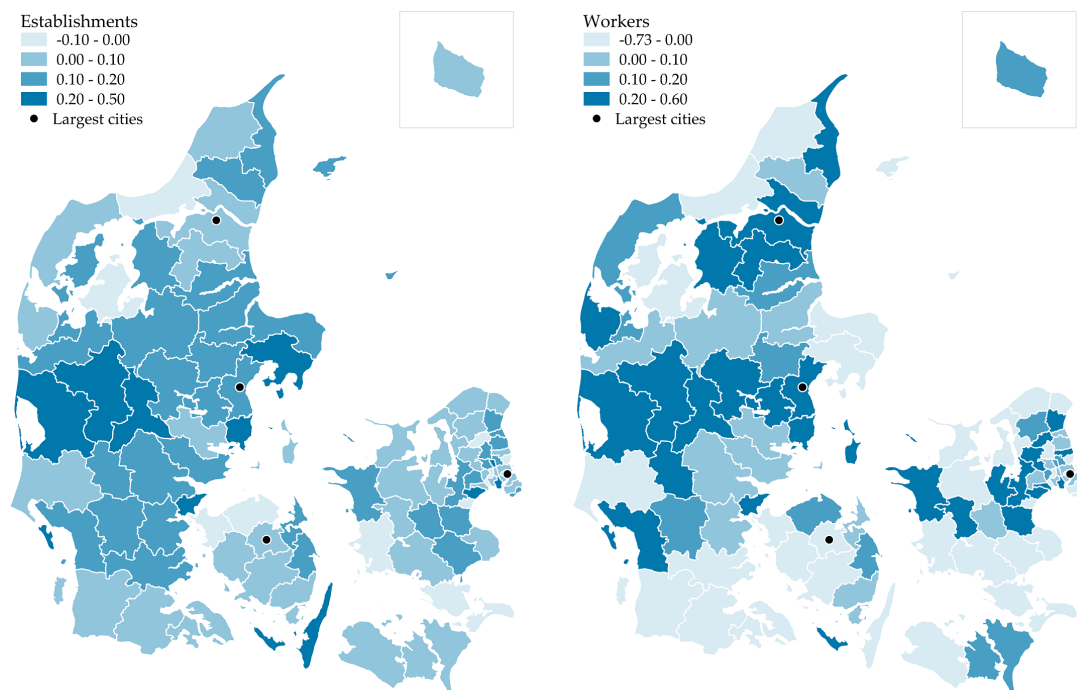 Establishments
-0.10 - 0.00
0.00 - 0.10
0.10 - 0.20
0.20 - 0.50
Largest cities
Workers
-0.73 - 0.00
0.00 - 0.10
0.10 - 0.20
0.20 - 0.60
Largest cities